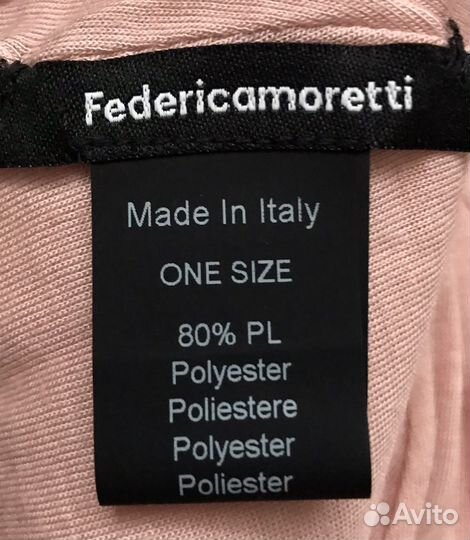 Federicamoretti
Made In Italy
ONE SIZE
80% PL
Polyester
Poliestere
Polyester
Poliester
Avito